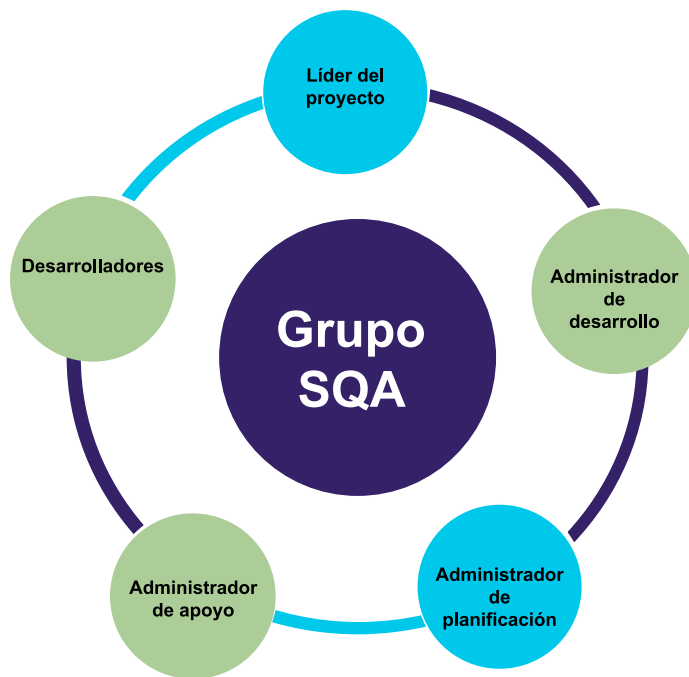 Líder del
proyecto
Desarrolladores
Administrador
de
desarrollo
Grupo
SQA
Administrador
de apoyo
Administrador
de
planificación